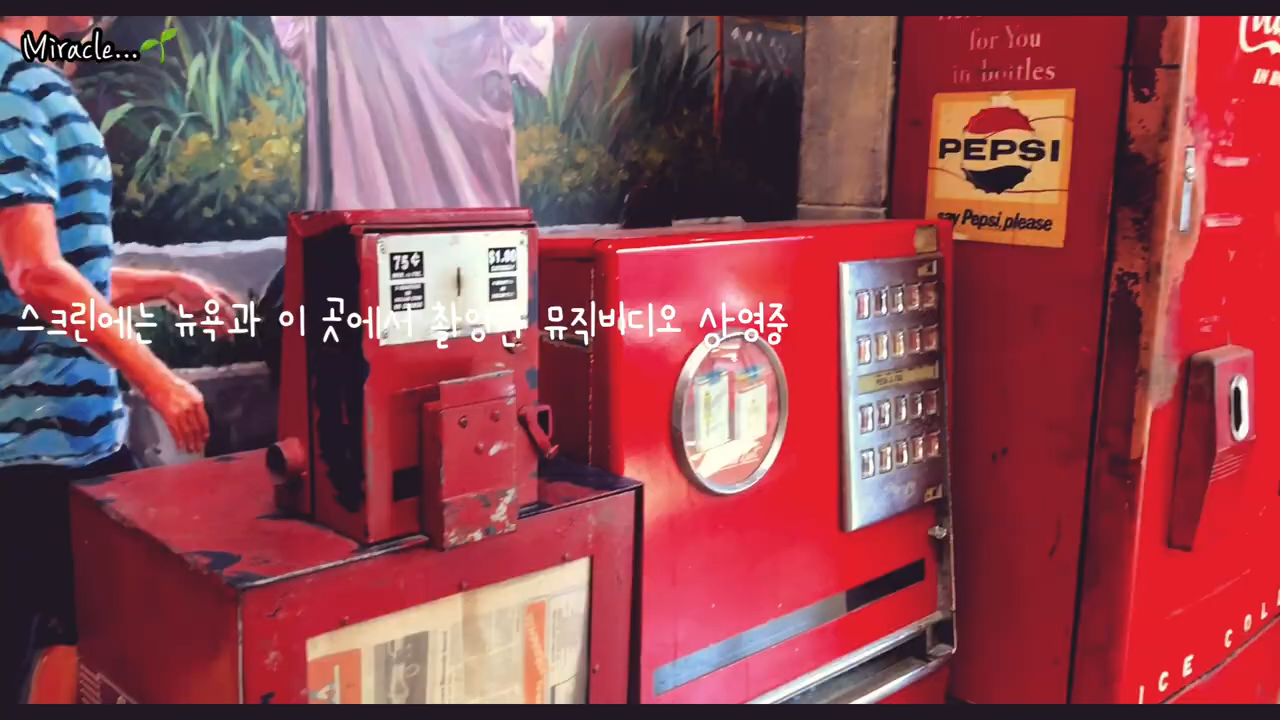 Miracle...🌱
for You
in bottles
PEPSI
say Pepsi, please
75¢
$1.00
스크린에는 뉴욕과 이 곳에서 촬영한 뮤직비디오 상영중
ICE COL